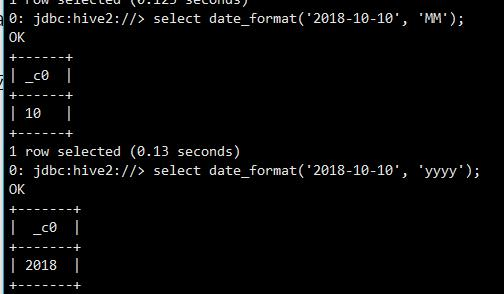 1 row selected (0.125 seconds)
0: jdbc:hive2://> select date_format('2018-10-10', 'MM');
OK
+------+
| _c0  |
+------+
| 10   |
+------+
1 row selected (0.13 seconds)
0: jdbc:hive2://> select date_format('2018-10-10', 'yyyy');
OK
+-------+
|  _c0  |
+-------+
| 2018  |
+-------+